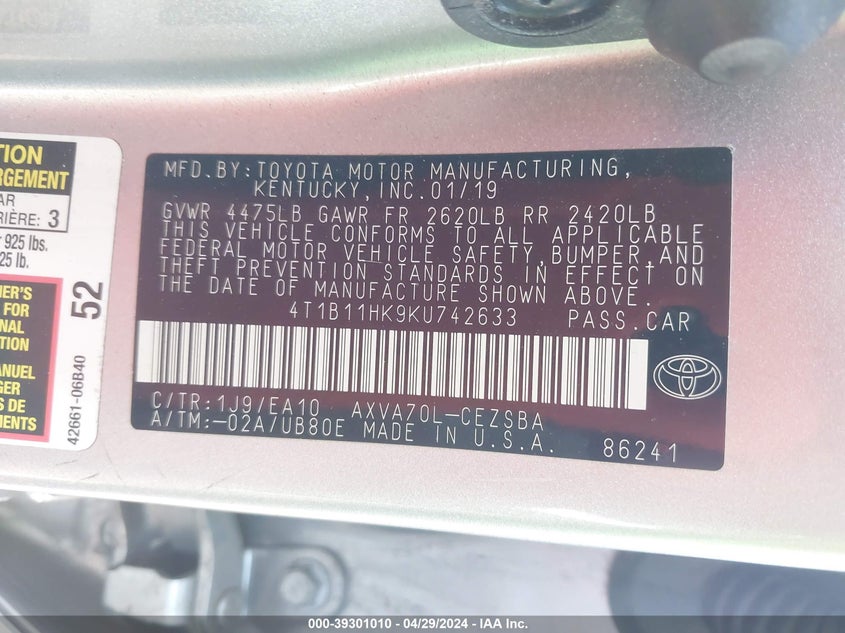 TION
RGEMENT
AR
RIÈRE: 3
925 lbs.
25 lb.
NER'S
FOR
ONAL
TION
ANUEL
GER
S DE
MENTS
52
42661-06B40
MFD.BY:TOYOTA MOTOR MANUFACTURING,
KENTUCKY,INC.01/19
GVWR 4475LB GAWR FR 2620LB RR 2420LB
THIS VEHICLE CONFORMS TO ALL APPLICABLE
FEDERAL MOTOR VEHICLE SAFETY,BUMPER,AND
THEFT PREVENTION STANDARDS IN EFFECT ON
THE DATE OF MANUFACTURE SHOWN ABOVE.
4T1B11HK9KU742633 PASS.CAR
C/TR:1J9/EA10 AXVA70L-CEZSBA
A/TM:-02A/UB80E MADE IN U.S.A.
86241
000-39301010 / 04/29/2024 - IAA Inc.